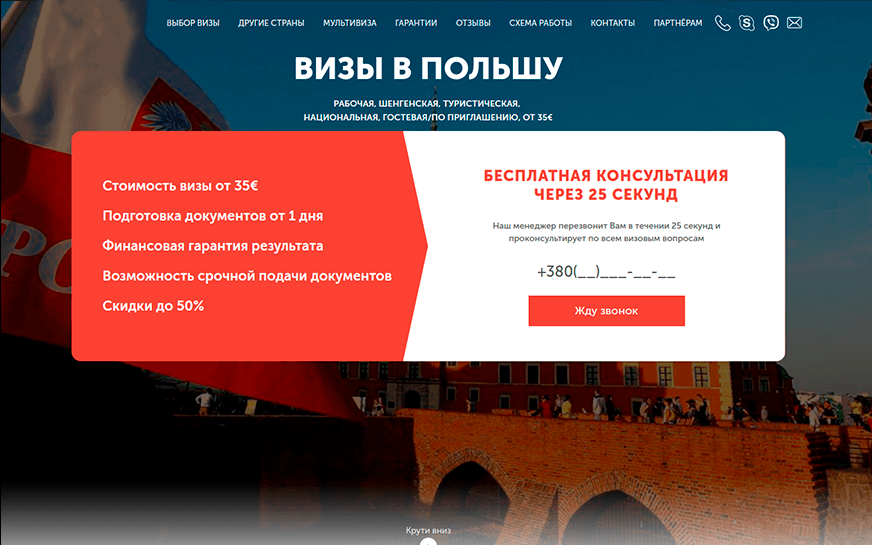 ВЫБОР ВИЗЫ ДРУГИЕ СТРАНЫ МУЛЬТИВИЗА ГАРАНТИИ ОТЗЫВЫ СХЕМА РАБОТЫ КОНТАКТЫ ПАРТНЁРАМ
ВИЗЫ В ПОЛЬШУ
РАБОЧАЯ, ШЕНГЕНСКАЯ, ТУРИСТИЧЕСКАЯ,
НАЦИОНАЛЬНАЯ, ГОСТЕВАЯ/ПО ПРИГЛАШЕНИЮ, ОТ 35€
Стоимость визы от 35€
Подготовка документов от 1 дня
Финансовая гарантия результата
Возможность срочной подачи документов
Скидки до 50%
БЕСПЛАТНАЯ КОНСУЛЬТАЦИЯ
ЧЕРЕЗ 25 СЕКУНД
Наш менеджер перезвонит Вам в течении 25 секунд и
проконсультирует по всем визовым вопросам
+380(__)___-__-__
Жду звонок
Крути вниз